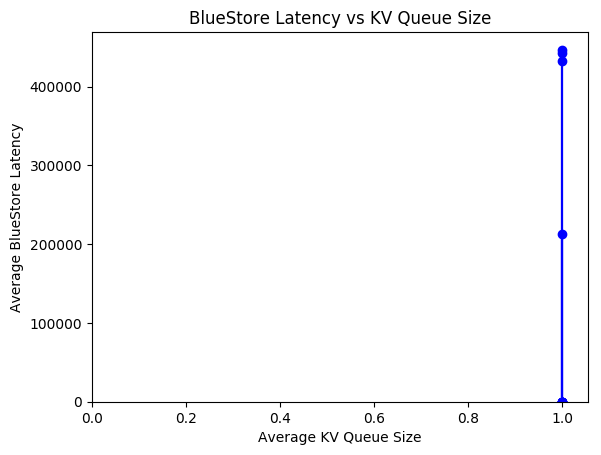 BlueStore Latency vs KV Queue Size
Average BlueStore Latency
400000
300000
200000
100000
0
0.0 0.2 0.4 0.6 0.8 1.0
Average KV Queue Size